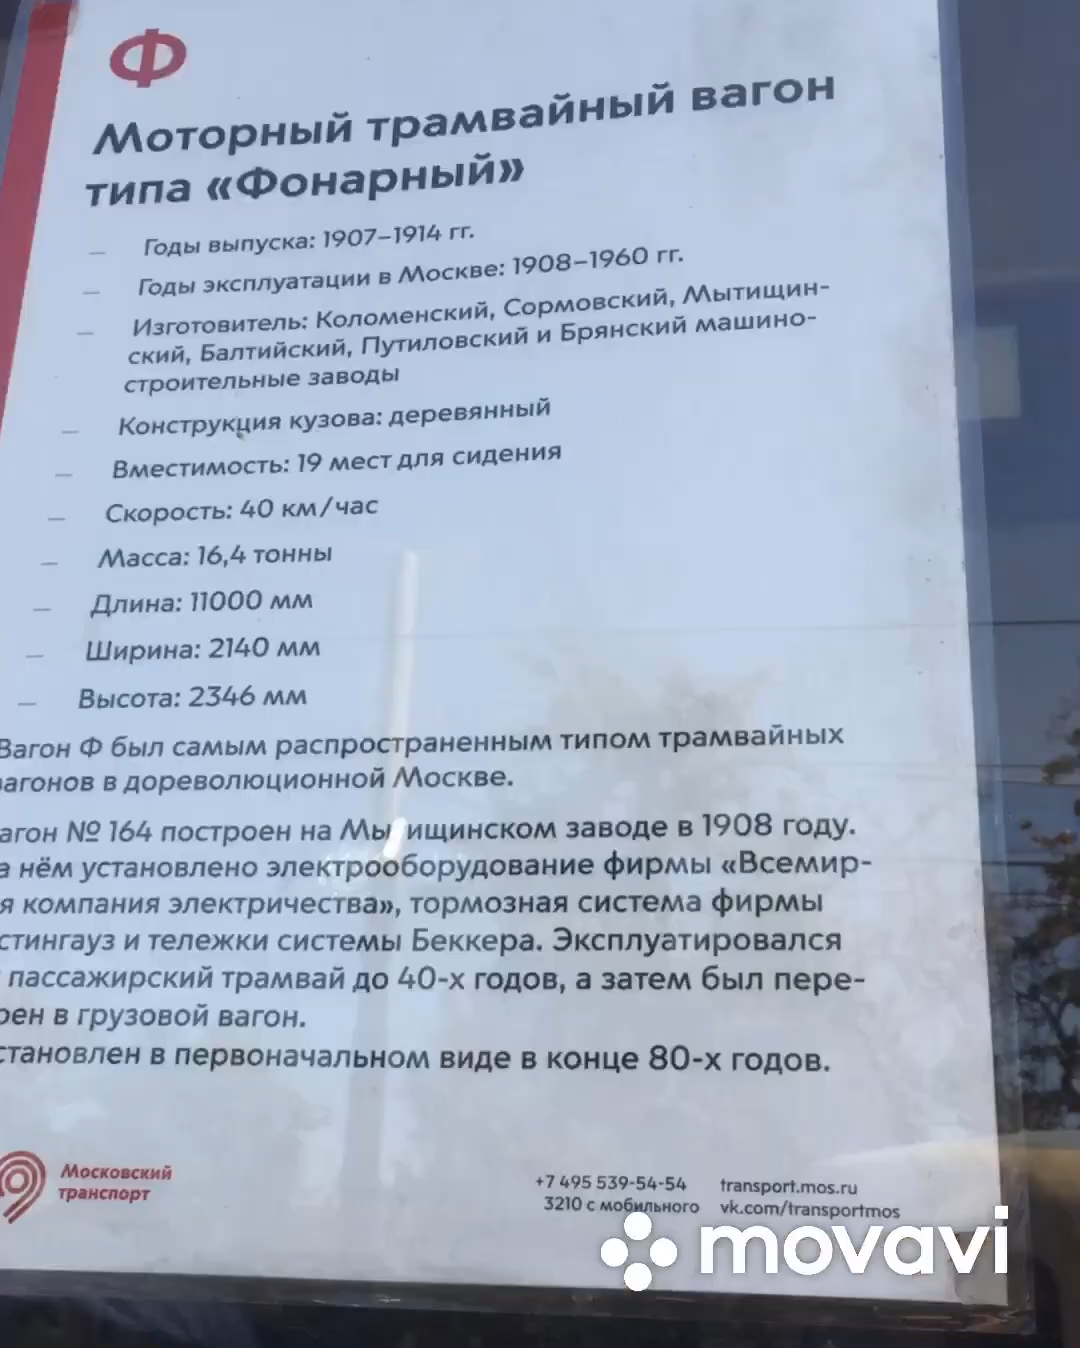 Ф
Моторный трамвайный вагон
типа «Фонарный»
— Годы выпуска: 1907–1914 гг.
— Годы эксплуатации в Москве: 1908–1960 гг.
— Изготовитель: Коломенский, Сормовский, Мытищин-
ский, Балтийский, Путиловский и Брянский машино-
строительные заводы
— Конструкция кузова: деревянный
— Вместимость: 19 мест для сидения
— Скорость: 40 км/час
— Масса: 16,4 тонны
— Длина: 11000 мм
— Ширина: 2140 мм
— Высота: 2346 мм
Вагон Ф был самым распространенным типом трамвайных
вагонов в дореволюционной Москве.
агон № 164 построен на Мытищинском заводе в 1908 году.
а нём установлено электрооборудование фирмы «Всемир-
я компания электричества», тормозная система фирмы
стингауз и тележки системы Беккера. Эксплуатировался
пассажирский трамвай до 40-х годов, а затем был пере-
оен в грузовой вагон.
становлен в первоначальном виде в конце 80-х годов.
Московский
транспорт
+7 495 539-54-54 transport.mos.ru
3210 с мобильного vk.com/transportmos
movavi